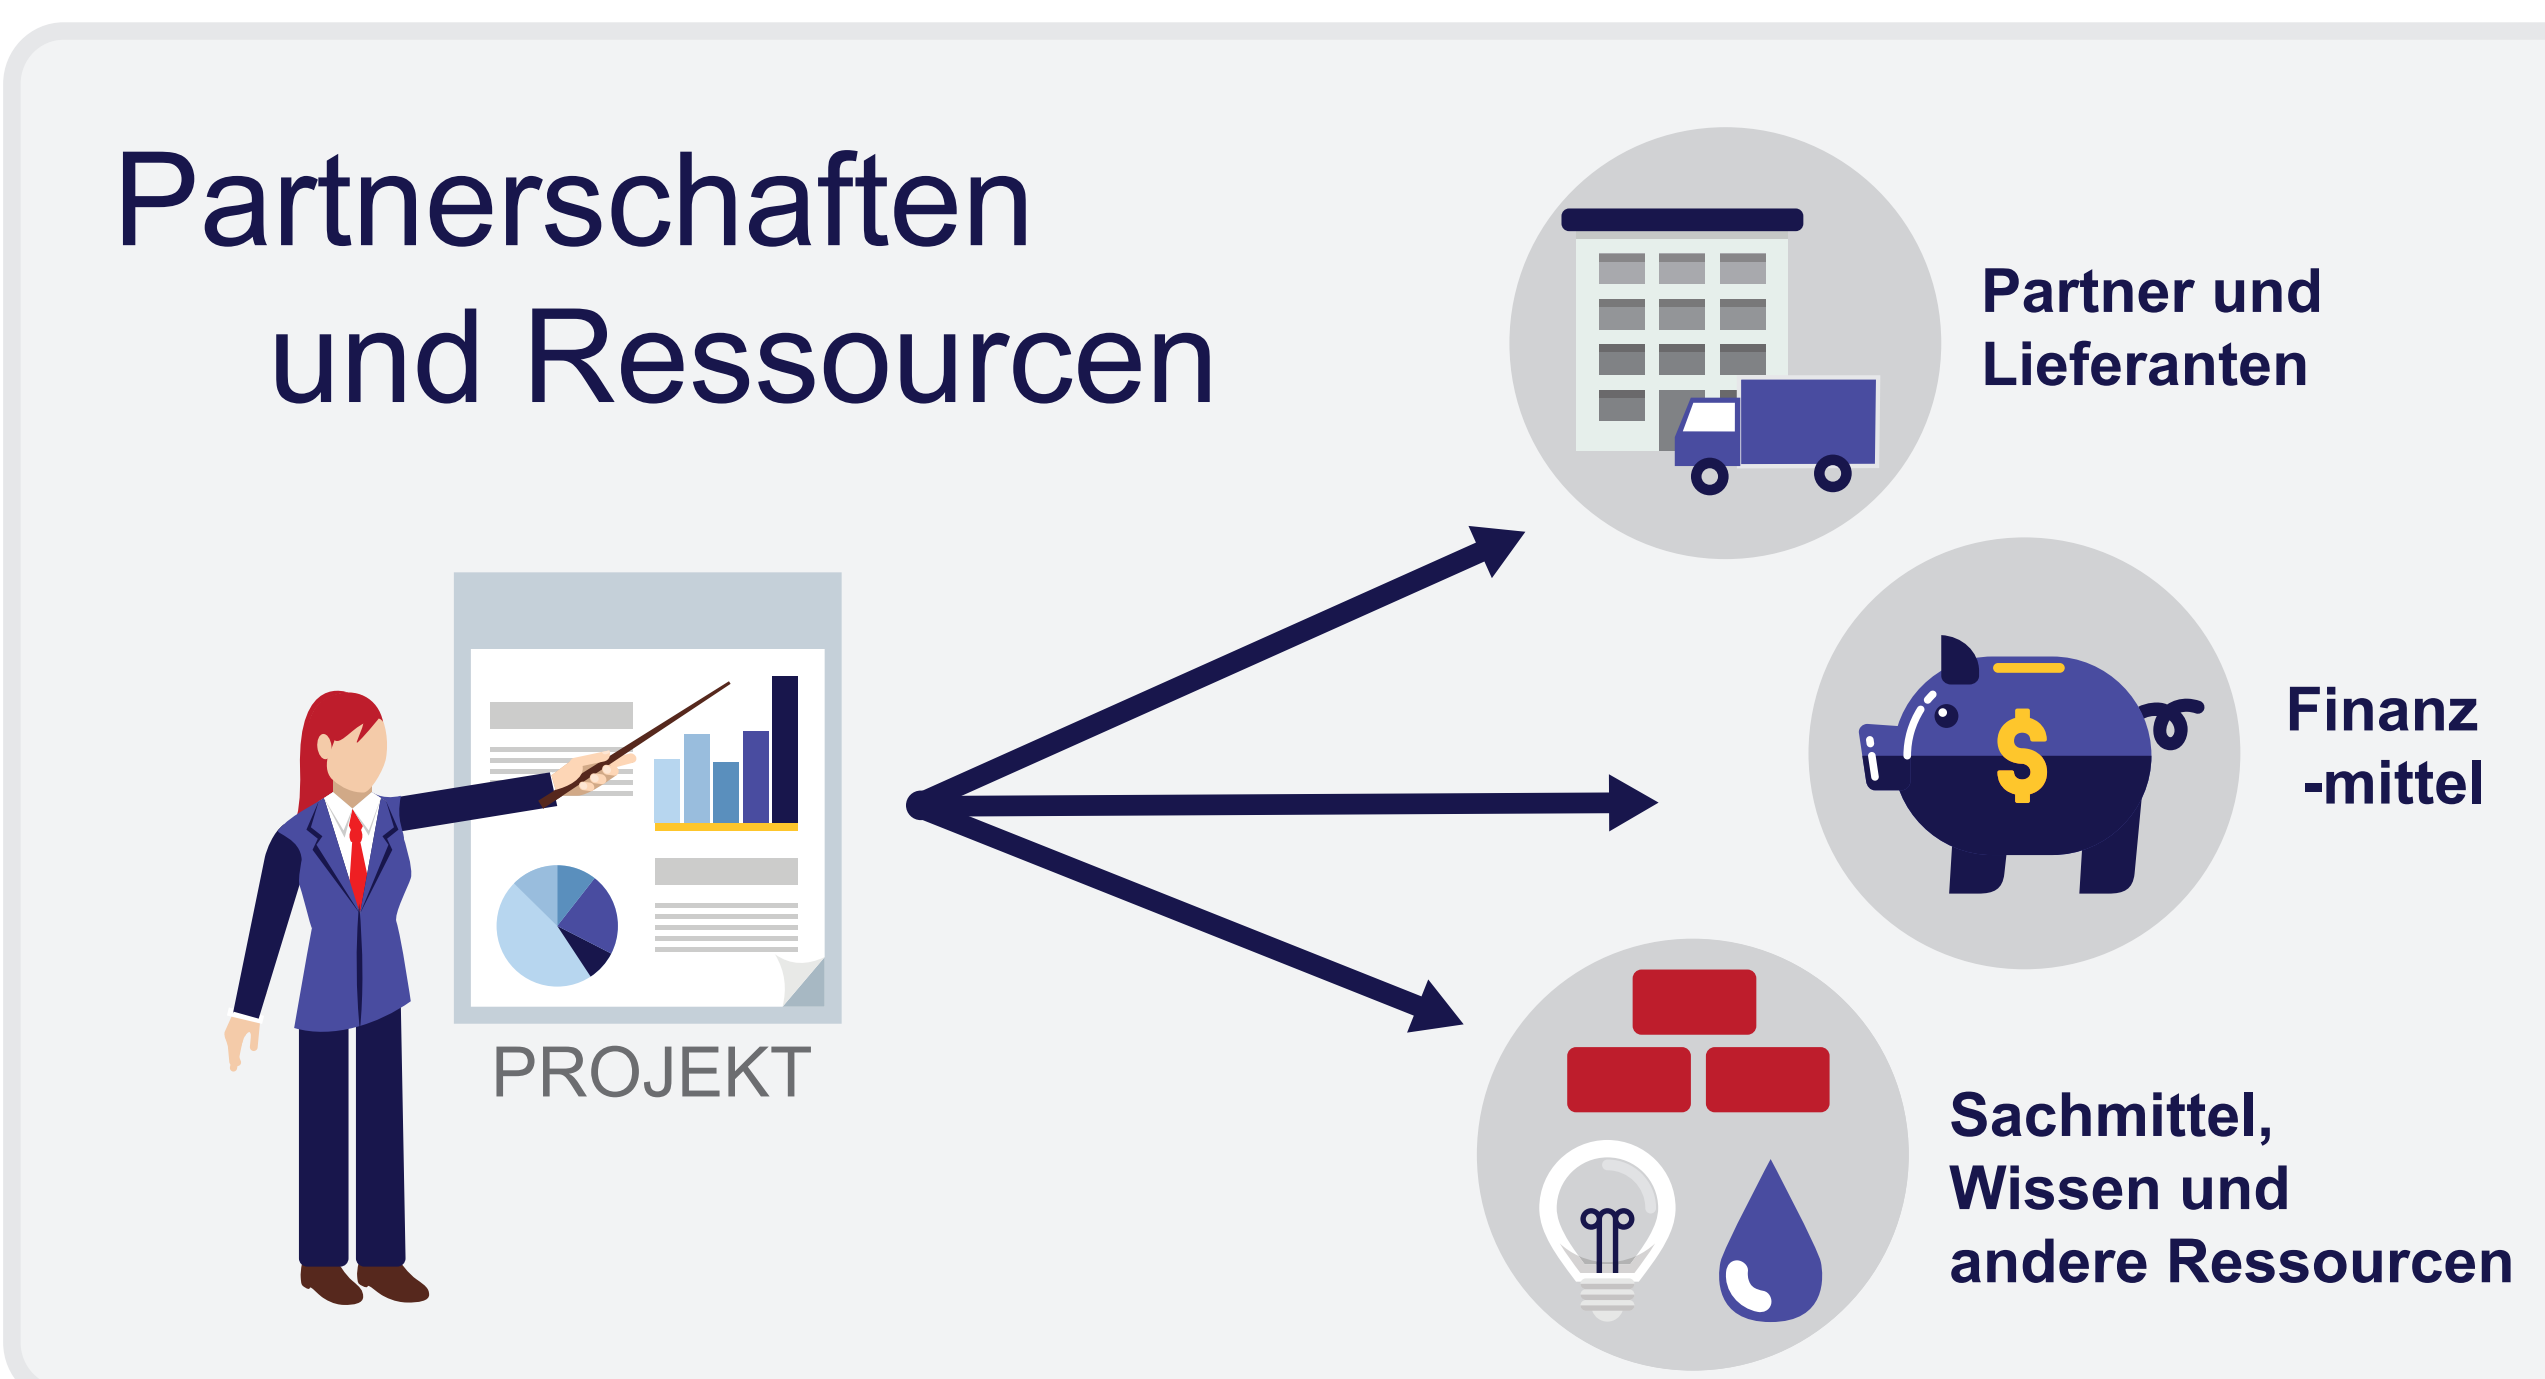 Partnerschaften
und Ressourcen
Partner und
Lieferanten
Finanz
-mittel
$
PROJEKT
Sachmittel,
Wissen und
andere Ressourcen